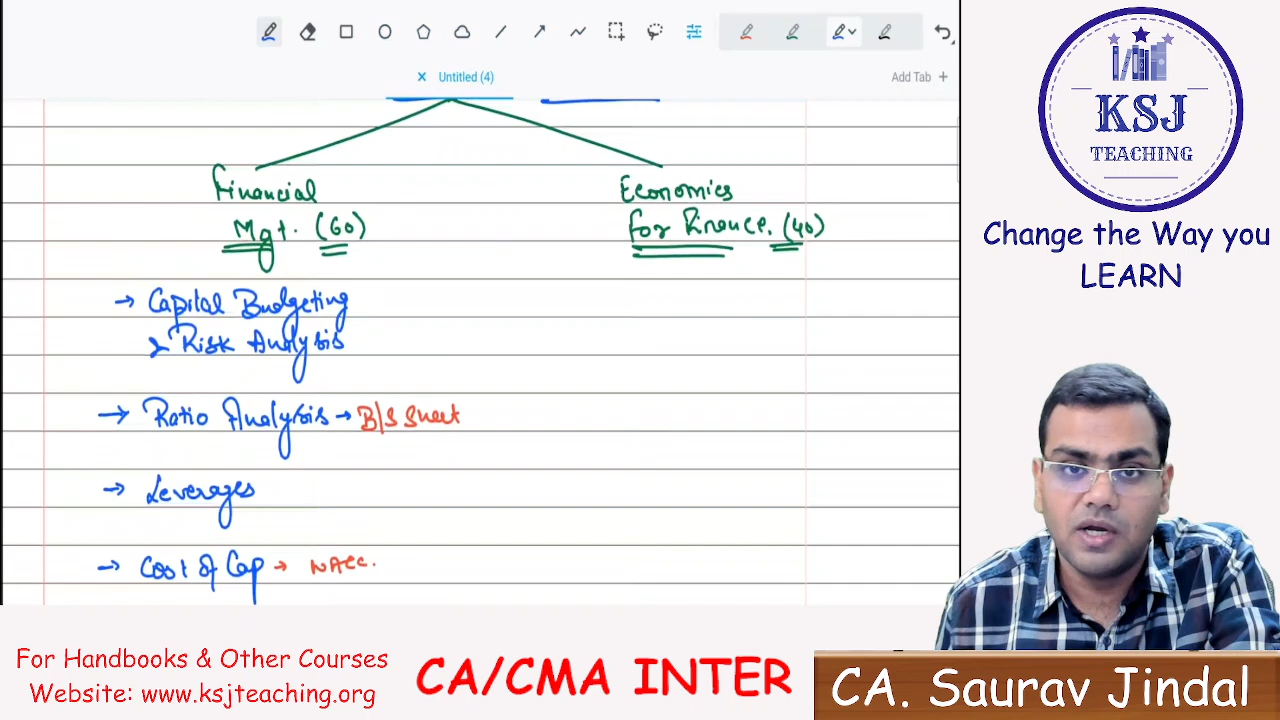 Untitled (4)
Add Tab +
Financial
Mgt. (60)
Economics
for Finance. (40)
→ Capital Budgeting
& Risk Analysis
→ Ratio Analysis → B/S Sheet
→ Leverages
→ Cost of Cap → WACC.
KSJ
TEACHING
Change the Way you
LEARN
For Handbooks & Other Courses
Website: www.ksjteaching.org
CA/CMA INTER
CA. Saurav Jindal